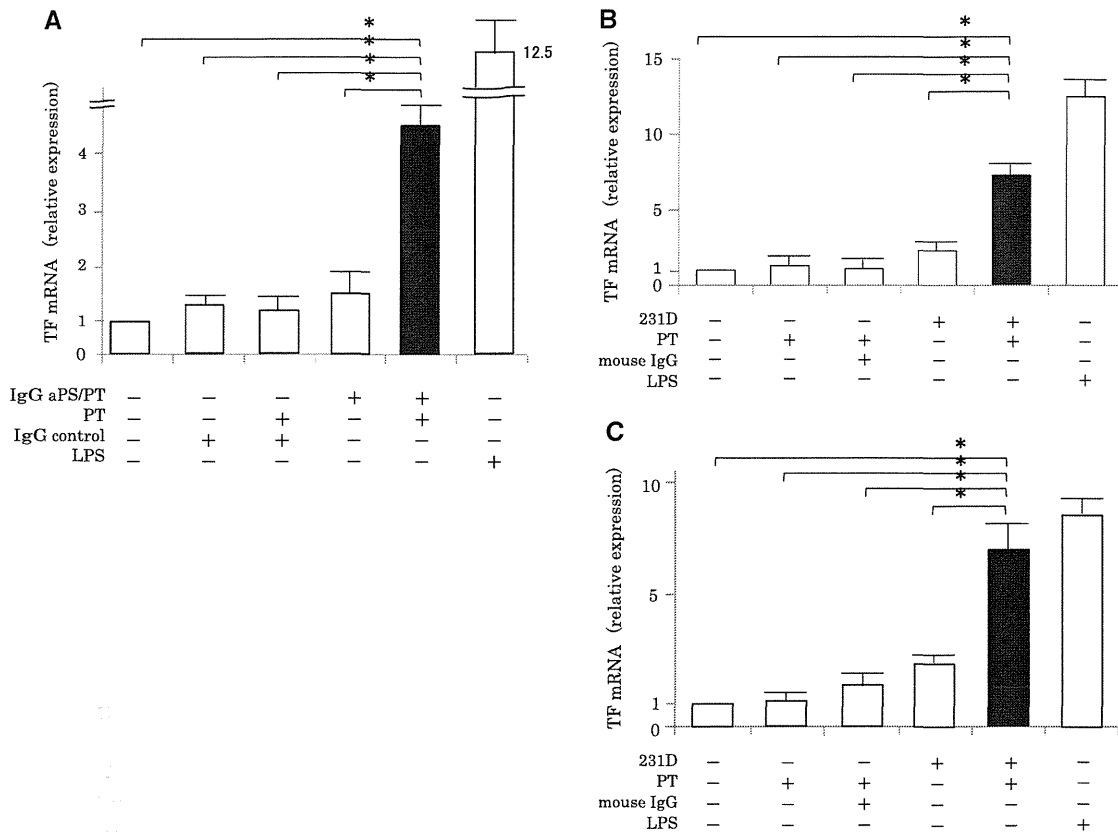 A
* 
* 
* 
* 
12.5
TF mRNA (relative expression)
4
3
2
1
0
IgG aPS/PT − − − + + −
PT − − + − + −
IgG control − + + − − −
LPS − − − − − +
B
* 
* 
* 
* 
TF mRNA (relative expression)
15
10
5
1
0
231D − − − + + −
PT − + + − + −
mouse IgG − − + − − −
LPS − − − − − +
C
* 
* 
* 
* 
TF mRNA (relative expression)
10
5
1
0
231D − − − + + −
PT − + + − + −
mouse IgG − − + − − −
LPS − − − − − +